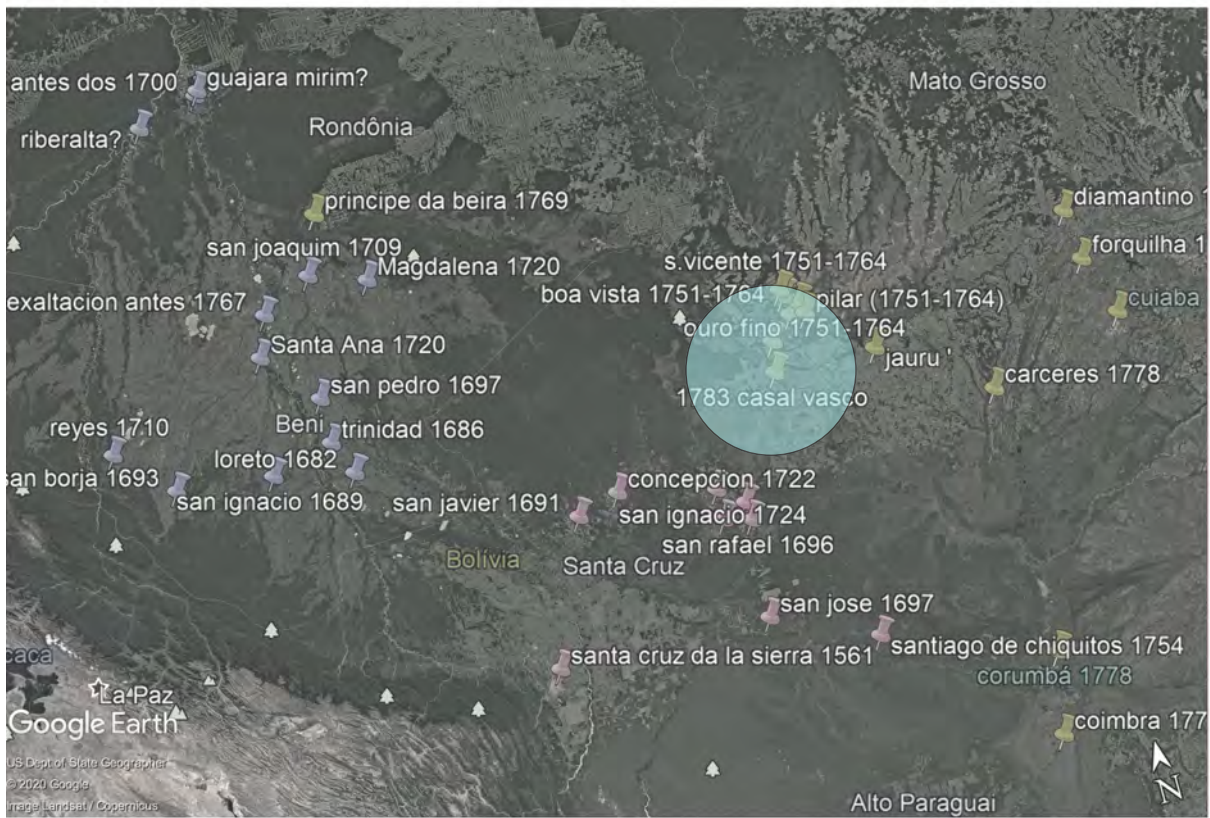 antes dos 1700
guajara mirim?
Mato Grosso
riberalta?
Rondônia
principe da beira 1769
diamantino 1
san joaquim 1709
Magdalena 1720
s.vicente 1751-1764
forquilha 1
exaltacion antes 1767
boa vista 1751-1764
pilar (1751-1764)
cuiaba
ouro fino 1751-1764
Santa Ana 1720
jauru '
san pedro 1697
carceres 1778
1783 casal vasco
reyes 1710
Beni
trinidad 1686
loreto 1682
san borja 1693
san ignacio 1689
san javier 1691
concepcion 1722
san ignacio 1724
san rafael 1696
Bolívia
Santa Cruz
san jose 1697
santiago de chiquitos 1754
caca
santa cruz da la sierra 1561
corumbá 1778
La Paz
Google Earth
coimbra 177
US Dept of State Geographer
© 2020 Google
Image Landsat / Copernicus
Alto Paraguai
N